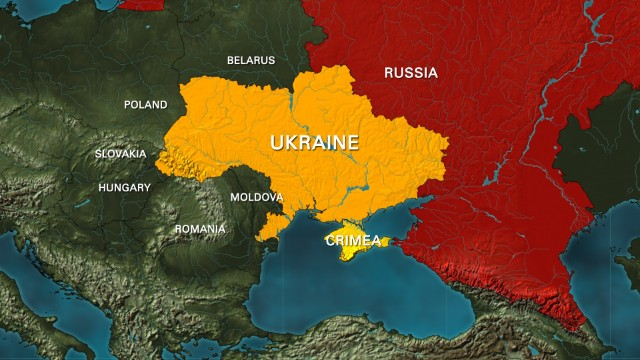 BELARUS
RUSSIA
POLAND
UKRAINE
SLOVAKIA
HUNGARY
MOLDOVA
ROMANIA
CRIMEA